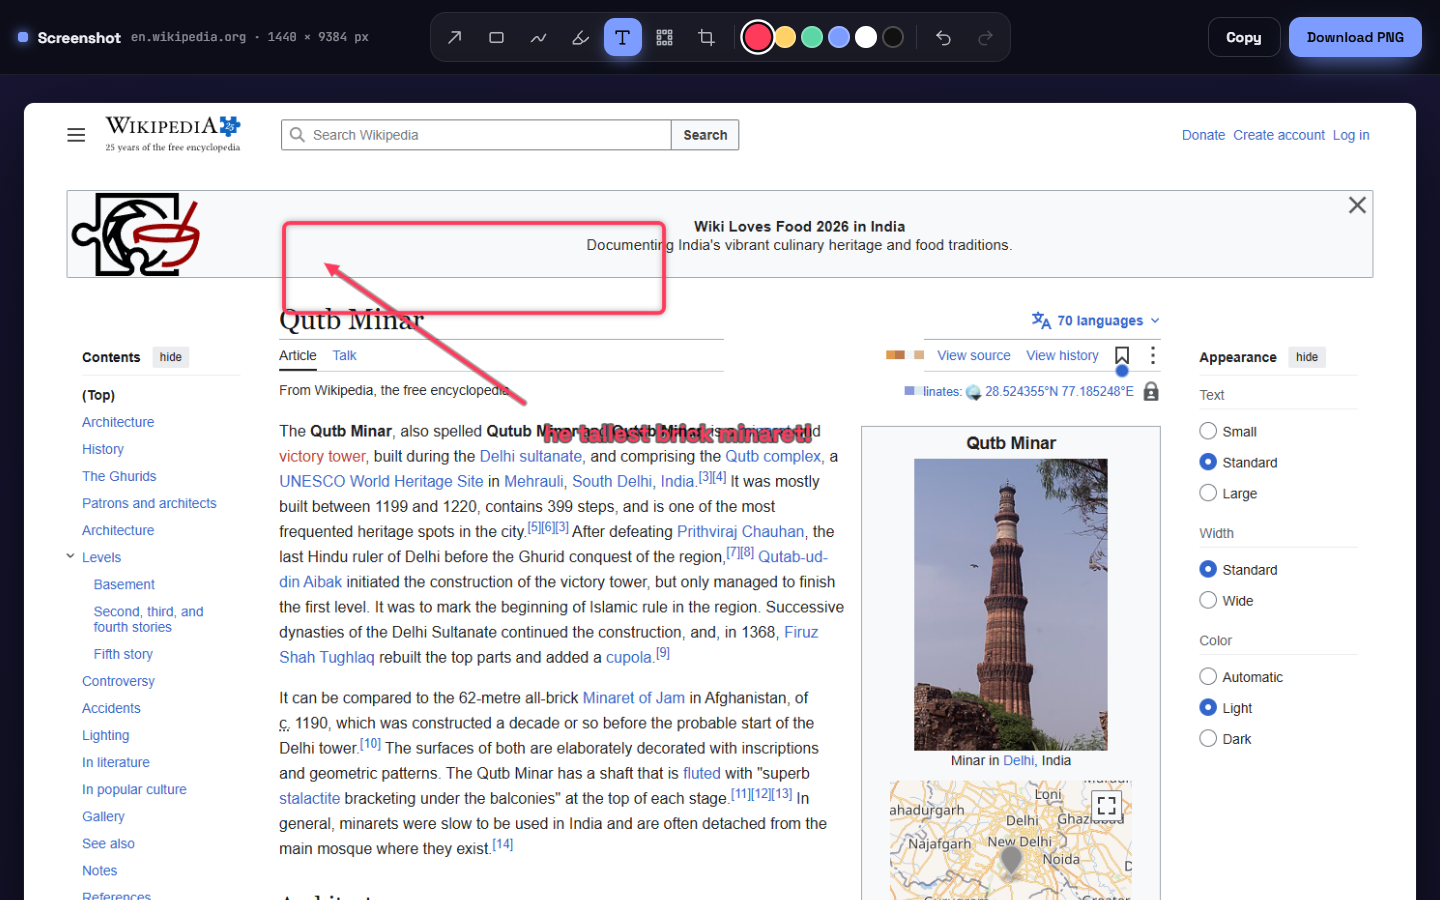 Screenshot en.wikipedia.org · 1440 × 9384 px
T
Copy
Download PNG
WIKIPEDIA 25
25 years of the free encyclopedia
Search Wikipedia
Search
Donate Create account Log in
Wiki Loves Food 2026 in India
Documenting India's vibrant culinary heritage and food traditions.
Qutb Minar
70 languages
Contents hide
Article Talk
View source View history
From Wikipedia, the free encyclopedia
28.524355°N 77.185248°E
(Top)
Architecture
History
The Ghurids
Patrons and architects
Architecture
Levels
Basement
Second, third, and
fourth stories
Fifth story
Controversy
Accidents
Lighting
In literature
In popular culture
Gallery
See also
Notes
References
he tallest brick minaret!
The Qutb Minar, also spelled Qutub Minar and Qutab Minar, is a minaret and
victory tower, built during the Delhi sultanate, and comprising the Qutb complex, a
UNESCO World Heritage Site in Mehrauli, South Delhi, India.[3][4] It was mostly
built between 1199 and 1220, contains 399 steps, and is one of the most
frequented heritage spots in the city.[5][6][3] After defeating Prithviraj Chauhan, the
last Hindu ruler of Delhi before the Ghurid conquest of the region,[7][8] Qutab-ud-
din Aibak initiated the construction of the victory tower, but only managed to finish
the first level. It was to mark the beginning of Islamic rule in the region. Successive
dynasties of the Delhi Sultanate continued the construction, and, in 1368, Firuz
Shah Tughlaq rebuilt the top parts and added a cupola.[9]
It can be compared to the 62-metre all-brick Minaret of Jam in Afghanistan, of
c. 1190, which was constructed a decade or so before the probable start of the
Delhi tower.[10] The surfaces of both are elaborately decorated with inscriptions
and geometric patterns. The Qutb Minar has a shaft that is fluted with "superb
stalactite bracketing under the balconies" at the top of each stage.[11][12][13] In
general, minarets were slow to be used in India and are often detached from the
main mosque where they exist.[14]
Qutb Minar
Minar in Delhi, India
Loni
Delhi
Najafgarh
New Delhi
Noida
Greater
Appearance hide
Text
Small
Standard
Large
Width
Standard
Wide
Color
Automatic
Light
Dark